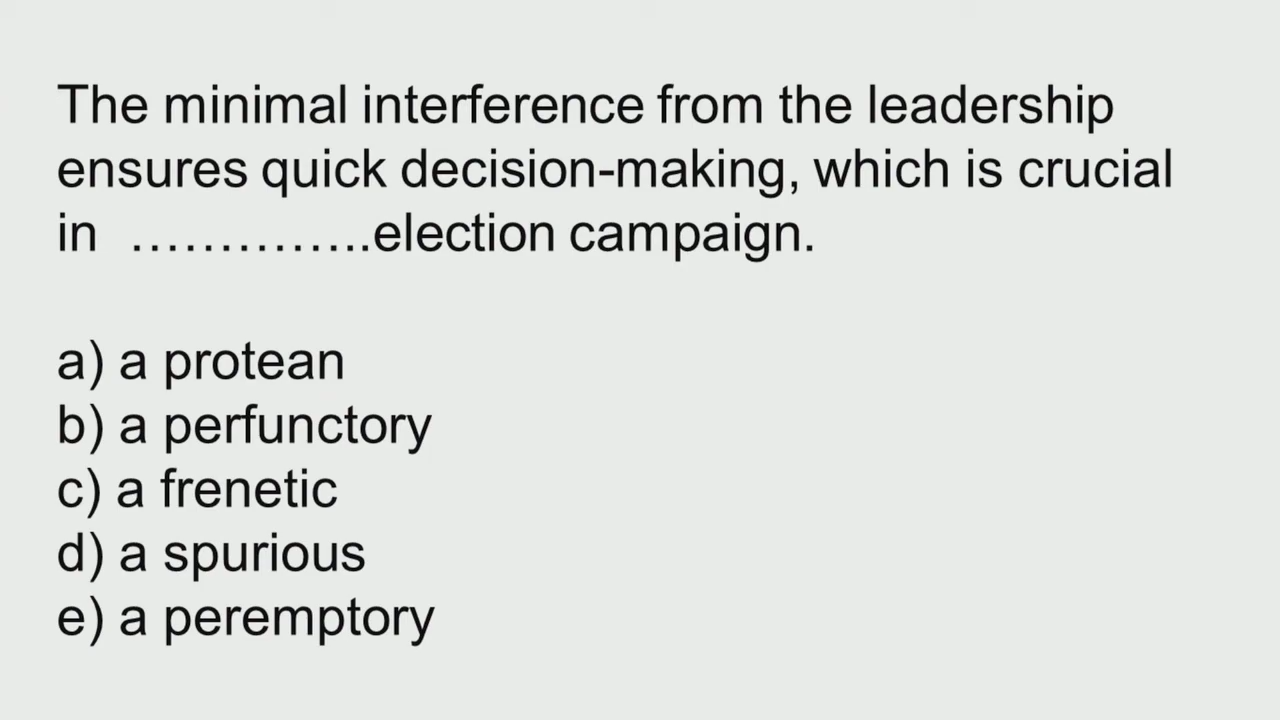 The minimal interference from the leadership
ensures quick decision-making, which is crucial
in …………..election campaign.
a) a protean
b) a perfunctory
c) a frenetic
d) a spurious
e) a peremptory